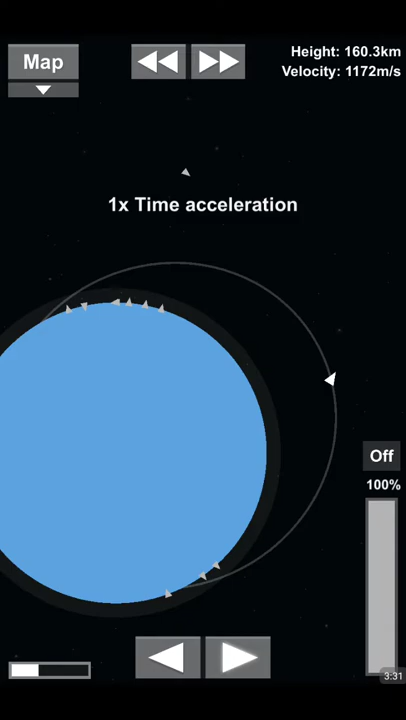 Map
Height: 160.3km
Velocity: 1172m/s
1x Time acceleration
Off
100%
3:31